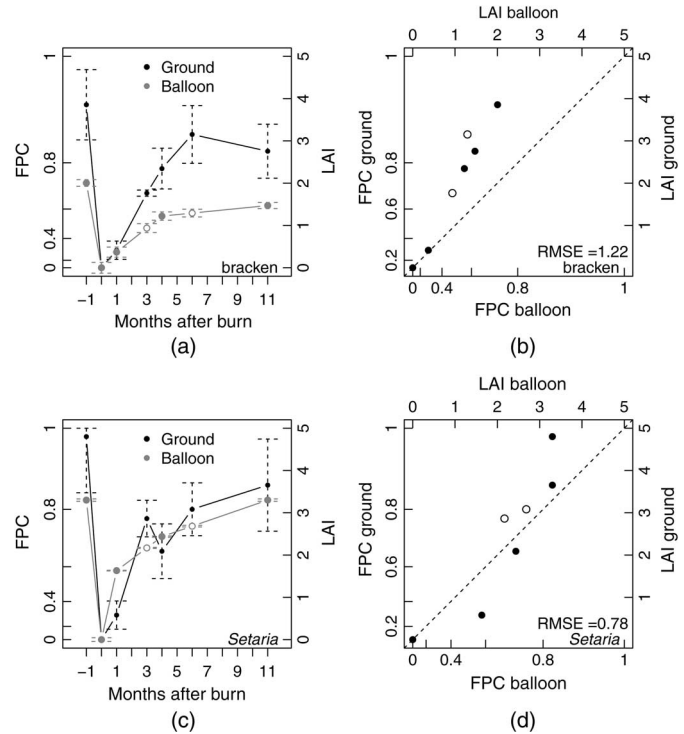 1
0.8
0.6
0.4
0
FPC
Ground
Balloon
bracken
5
4
3
2
1
0
LAI
−1 1 3 4 5 6 7 9 11
Months after burn
(a)
LAI balloon
0 1 2 3 4 5
1
0.8
0.6
0.2
FPC ground
RMSE =1.22
bracken
5
4
3
2
1
LAI ground
0 0.4 0.8 1
FPC balloon
(b)
1
0.8
0.4
0
FPC
Ground
Balloon
Setaria
5
4
3
2
1
0
LAI
−1 1 3 5 7 9 11
Months after burn
(c)
LAI balloon
0 1 2 3 4 5
1
0.8
0.6
0.2
FPC ground
RMSE =0.78
Setaria
5
4
3
2
1
LAI ground
0 0.4 0.8 1
FPC balloon
(d)